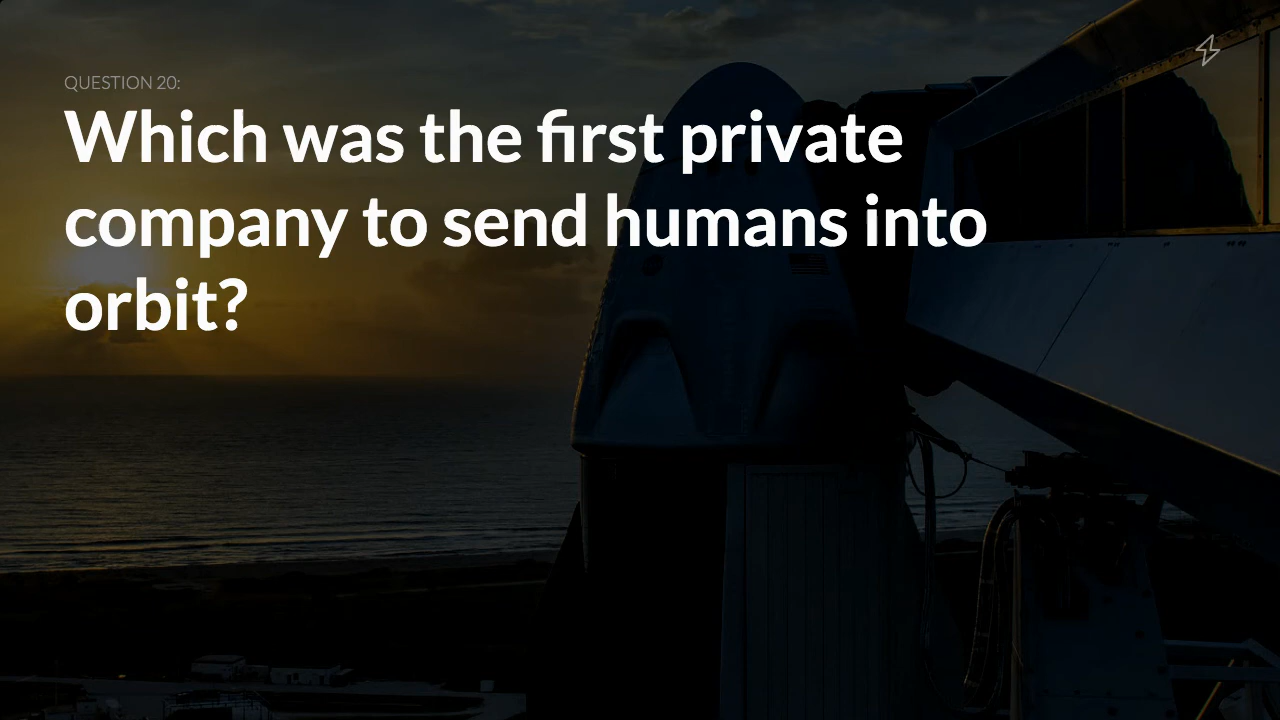 QUESTION 20:
Which was the first private
company to send humans into
orbit?